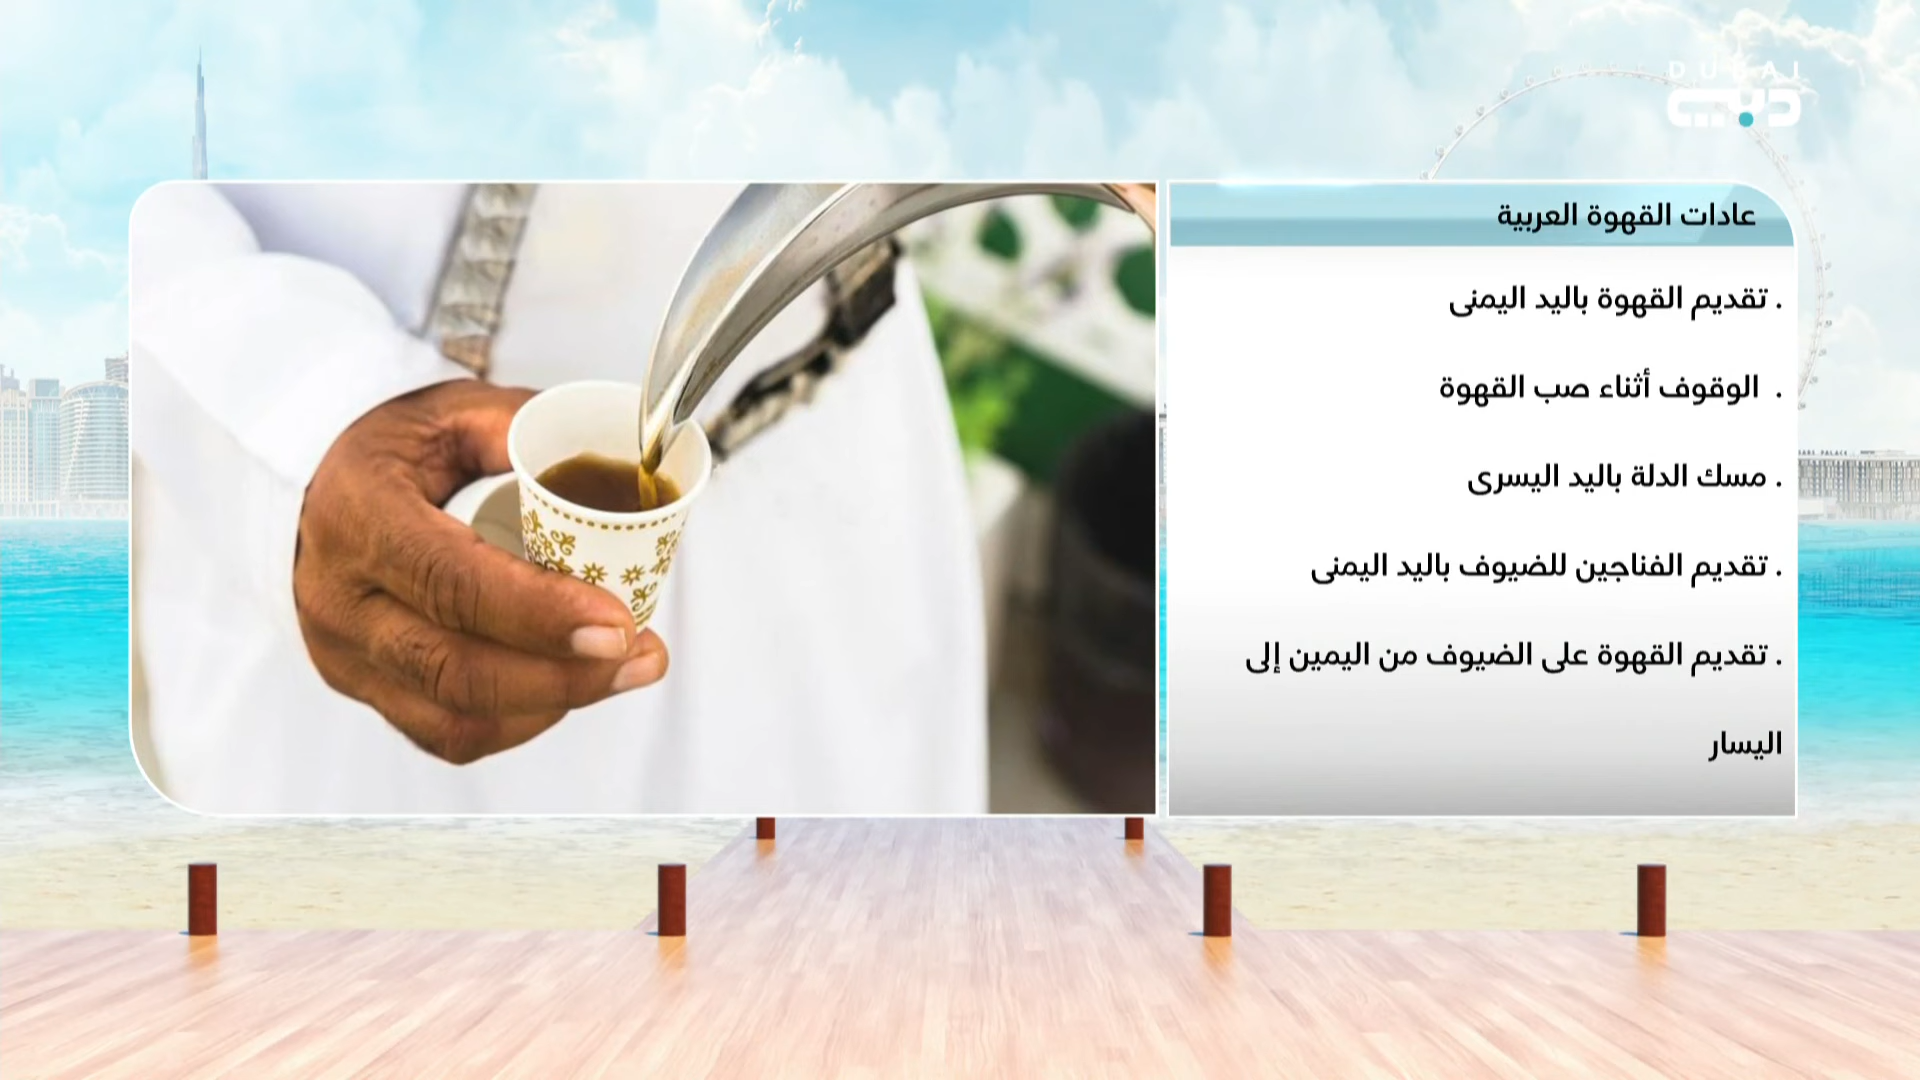 DUBAI
دبي
عادات القهوة العربية
. تقديم القهوة باليد اليمنى
. الوقوف أثناء صب القهوة
. مسك الدلة باليد اليسرى
. تقديم الفناجين للضيوف باليد اليمنى
. تقديم القهوة على الضيوف من اليمين إلى
اليسار